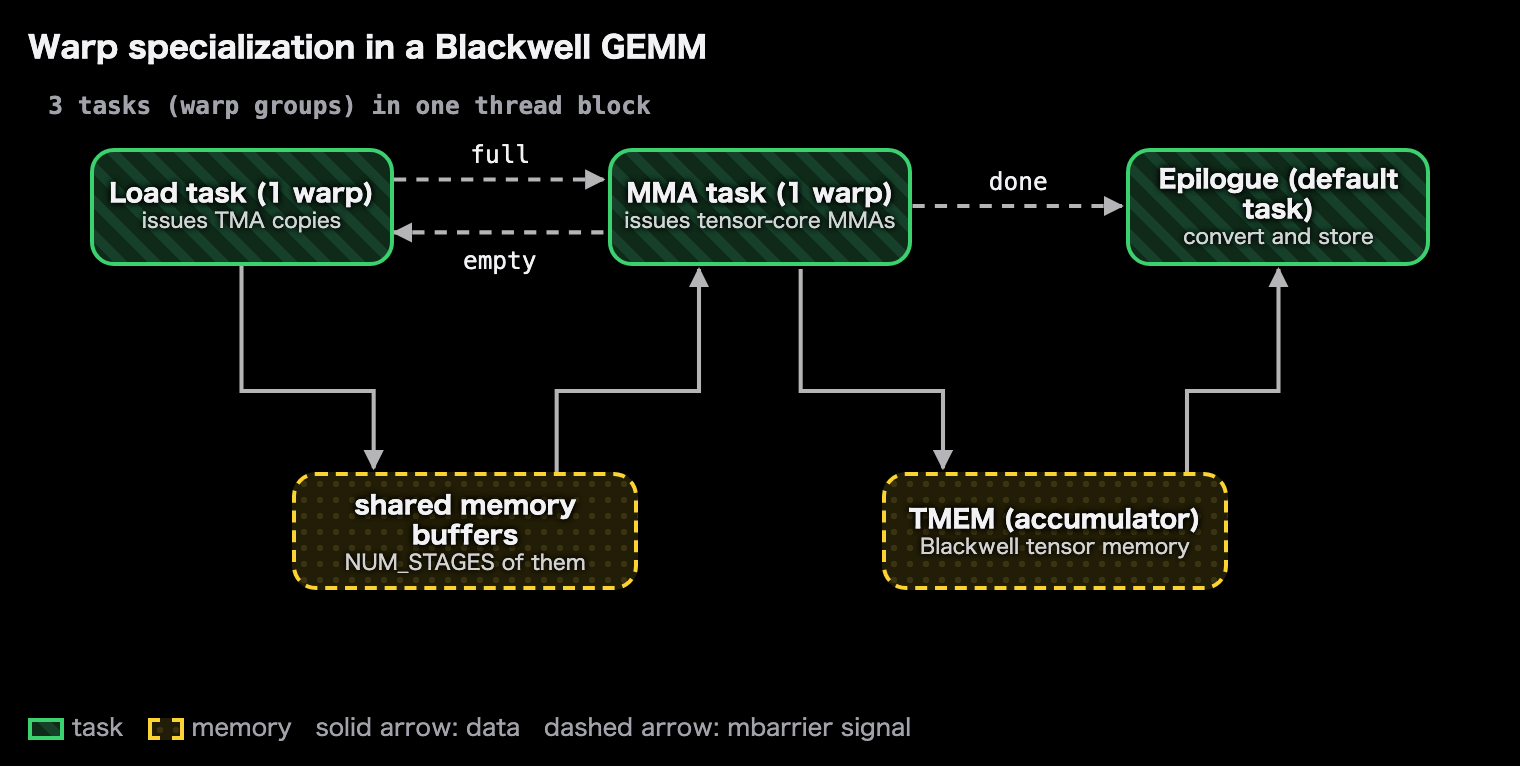 Warp specialization in a Blackwell GEMM
3 tasks (warp groups) in one thread block
full
Load task (1 warp)
issues TMA copies
MMA task (1 warp)
issues tensor-core MMAs
done
Epilogue (default
task)
convert and store
empty
shared memory
buffers
NUM_STAGES of them
TMEM (accumulator)
Blackwell tensor memory
task
memory
solid arrow: data
dashed arrow: mbarrier signal